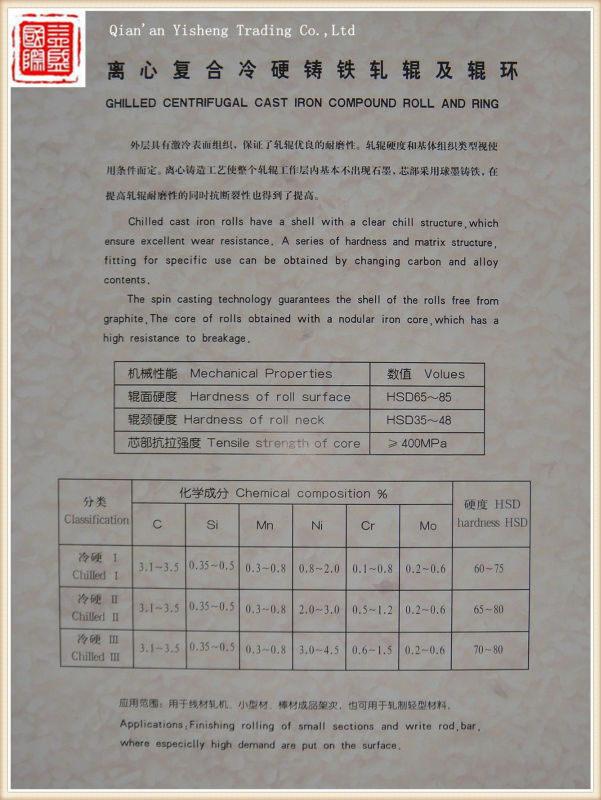 益盛國際
Qian'an Yisheng Trading Co.,Ltd
离心复合冷硬铸铁轧辊及辊环
GHILLED CENTRIFUGAL CAST IRON COMPOUND ROLL AND RING
外层具有激冷表面组织，保证了轧辊优良的耐磨性。轧辊硬度和基体组织类型视使
用条件而定。离心铸造工艺使整个轧辊工作层内基本不出现石墨，芯部采用球墨铸铁，在
提高轧辊耐磨性的同时抗断裂性也得到了提高。
Chilled cast iron rolls have a shell with a clear chill structure,which
ensure excellent wear resistance. A series of hardness and matrix structure,
fitting for specific use can be obtained by changing carbon and alloy
contents.
The spin casting technology guarantees the shell of the rolls free from
graphite.The core of rolls obtained with a nodular iron core,which has a
high resistance to breakage.
机械性能 Mechanical Properties 数值 Volues
辊面硬度 Hardness of roll surface HSD65～85
辊颈硬度 Hardness of roll neck HSD35～48
芯部抗拉强度 Tensile strength of core ≥400MPa
分类 Classification 化学成分 Chemical composition % 硬度 HSD hardness HSD
C Si Mn Ni Cr Mo
冷硬 I Chilled I 3.1~3.5 0.35~0.5 0.3~0.8 0.8~2.0 0.1~0.8 0.2~0.6 60~75
冷硬 II Chilled II 3.1~3.5 0.35~0.5 0.3~0.8 2.0~3.0 0.5~1.2 0.2~0.6 65~80
冷硬 III Chilled III 3.1~3.5 0.35~0.5 0.3~0.8 3.0~4.5 0.6~1.5 0.2~0.6 70~80
应用范围：用于线材轧机、小型材、棒材成品架次，也可用于轧制轻型材料。
Applications:Finishing rolling of small sections and write rod,bar,
where especiclly high demand are put on the surface.